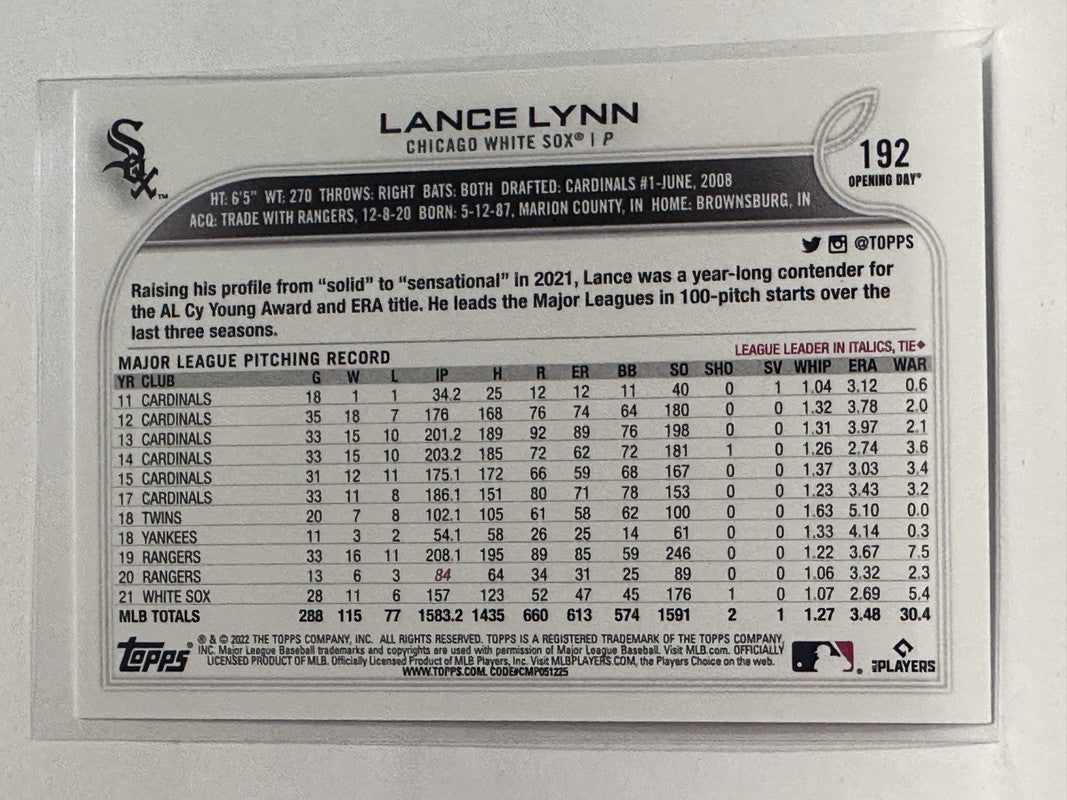 Sox™
LANCE LYNN
CHICAGO WHITE SOX® | P
192
OPENING DAY®
HT: 6'5" WT: 270 THROWS: RIGHT BATS: BOTH DRAFTED: CARDINALS #1-JUNE, 2008
ACQ: TRADE WITH RANGERS, 12-8-20 BORN: 5-12-87, MARION COUNTY, IN HOME: BROWNSBURG, IN
@TOPPS
Raising his profile from “solid” to “sensational” in 2021, Lance was a year-long contender for
the AL Cy Young Award and ERA title. He leads the Major Leagues in 100-pitch starts over the
last three seasons.
MAJOR LEAGUE PITCHING RECORD
LEAGUE LEADER IN ITALICS, TIE◆
YR CLUB G W L IP H R ER BB SO SHO SV WHIP ERA WAR
11 CARDINALS 18 1 1 34.2 25 12 12 11 40 0 1 1.04 3.12 0.6
12 CARDINALS 35 18 7 176 168 76 74 64 180 0 0 1.32 3.78 2.0
13 CARDINALS 33 15 10 201.2 189 92 89 76 198 0 0 1.31 3.97 2.1
14 CARDINALS 33 15 10 203.2 185 72 62 72 181 1 0 1.26 2.74 3.6
15 CARDINALS 31 12 11 175.1 172 66 59 68 167 0 0 1.37 3.03 3.4
17 CARDINALS 33 11 8 186.1 151 80 71 78 153 0 0 1.23 3.43 3.2
18 TWINS 20 7 8 102.1 105 61 58 62 100 0 0 1.63 5.10 0.0
18 YANKEES 11 3 2 54.1 58 26 25 14 61 0 0 1.33 4.14 0.3
19 RANGERS 33 16 11 208.1 195 89 85 59 246 0 0 1.22 3.67 7.5
20 RANGERS 13 6 3 84 64 34 31 25 89 0 0 1.06 3.32 2.3
21 WHITE SOX 28 11 6 157 123 52 47 45 176 1 0 1.07 2.69 5.4
MLB TOTALS 288 115 77 1583.2 1435 660 613 574 1591 2 1 1.27 3.48 30.4
Topps®
® & © 2022 THE TOPPS COMPANY, INC. ALL RIGHTS RESERVED. TOPPS IS A REGISTERED TRADEMARK OF THE TOPPS COMPANY,
INC. Major League Baseball trademarks and copyrights are used with permission of Major League Baseball. Visit MLB.com. OFFICIALLY
LICENSED PRODUCT OF MLB. Officially Licensed Product of MLB Players, Inc. Visit MLBPLAYERS.COM, the Players Choice on the web.
WWW.TOPPS.COM. CODE#CMP051225
PLAYERS